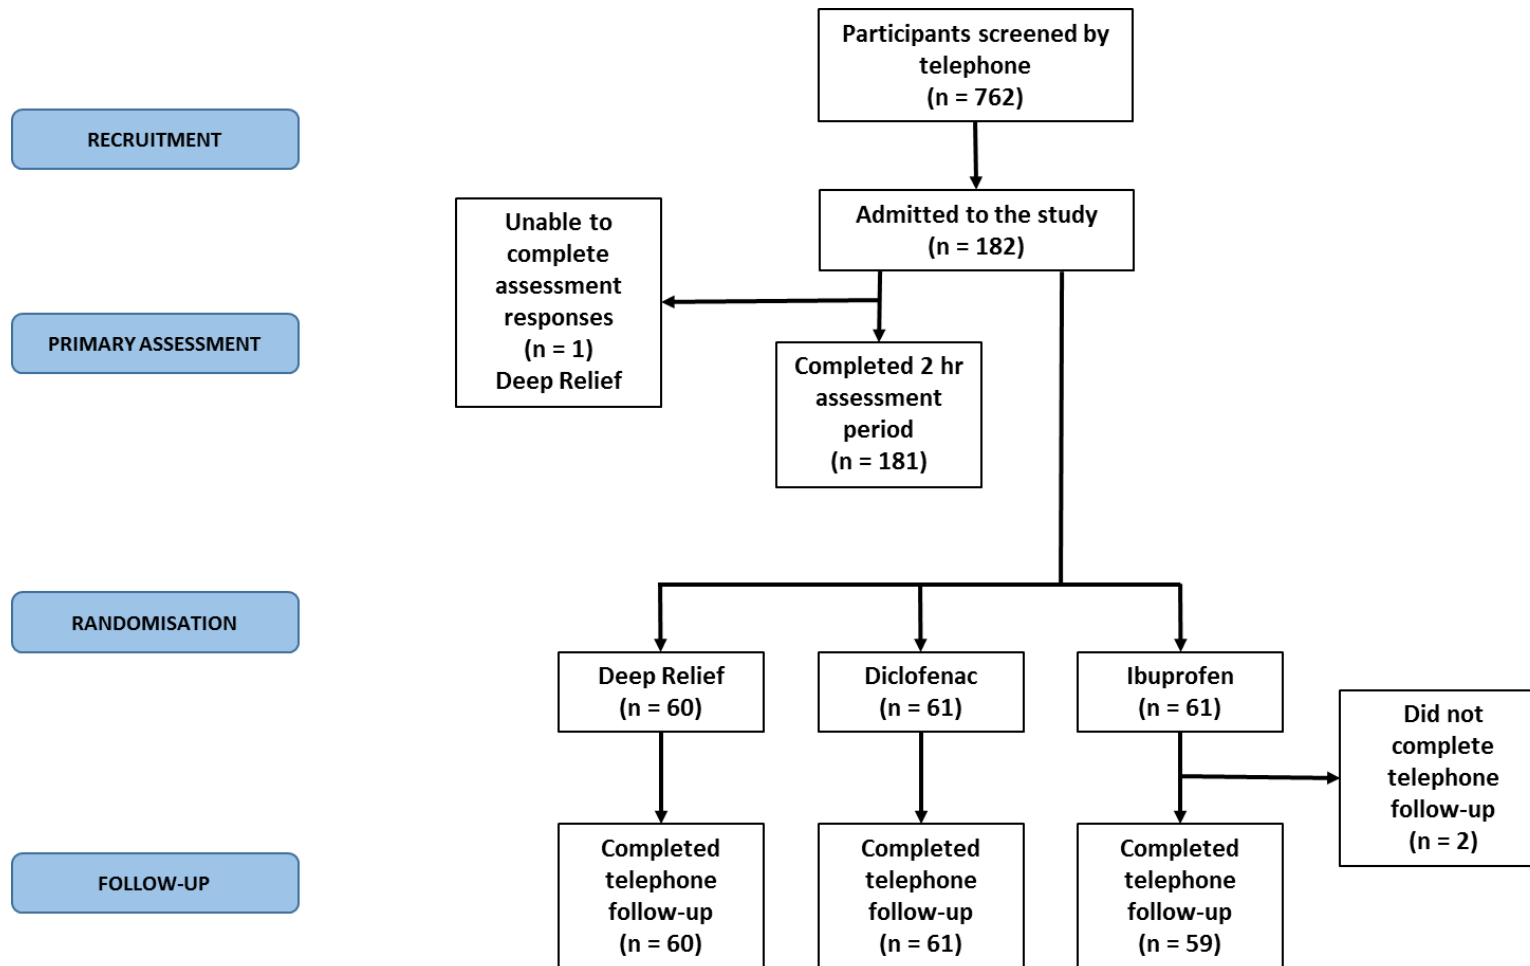 Participants screened by
telephone
(n = 762)
RECRUITMENT
Admitted to the study
(n = 182)
Unable to
complete
assessment
responses
(n = 1)
Deep Relief
PRIMARY ASSESSMENT
Completed 2 hr
assessment
period
(n = 181)
RANDOMISATION
Deep Relief
(n = 60)
Diclofenac
(n = 61)
Ibuprofen
(n = 61)
Did not
complete
telephone
follow-up
(n = 2)
FOLLOW-UP
Completed
telephone
follow-up
(n = 60)
Completed
telephone
follow-up
(n = 61)
Completed
telephone
follow-up
(n = 59)